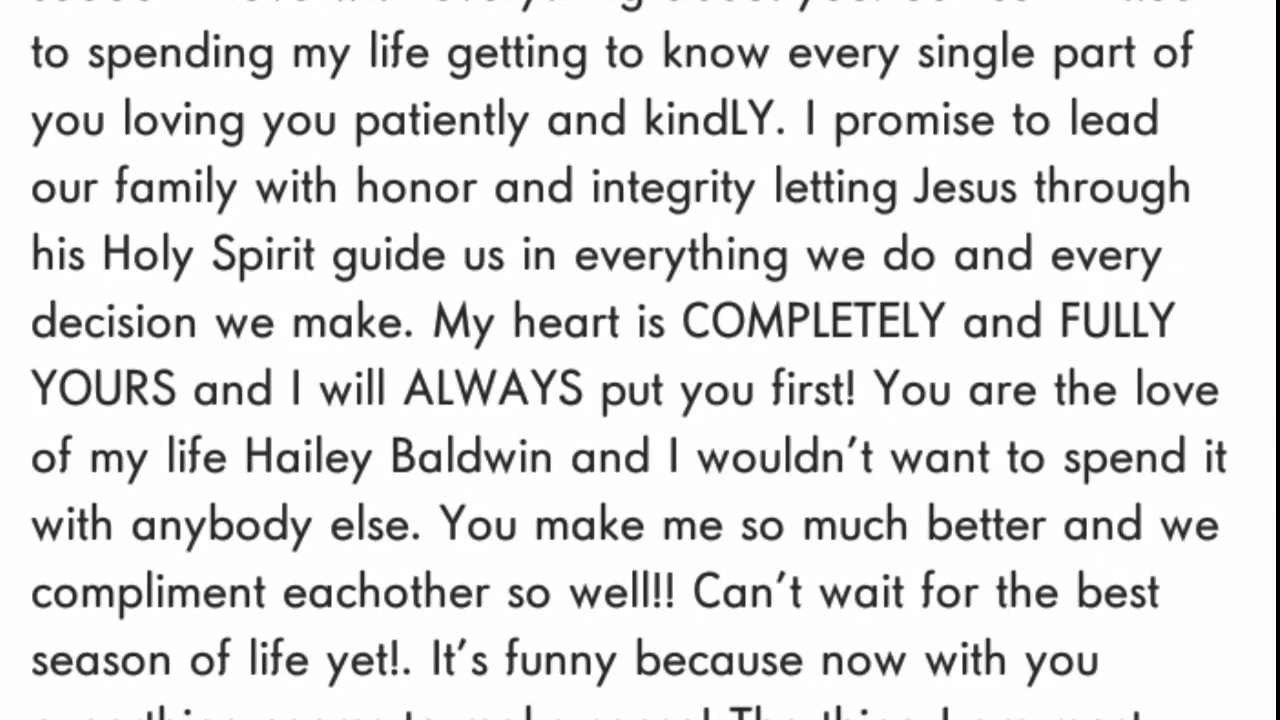 to spending my life getting to know every single part of
you loving you patiently and kindLY. I promise to lead
our family with honor and integrity letting Jesus through
his Holy Spirit guide us in everything we do and every
decision we make. My heart is COMPLETELY and FULLY
YOURS and I will ALWAYS put you first! You are the love
of my life Hailey Baldwin and I wouldn't want to spend it
with anybody else. You make me so much better and we
compliment eachother so well!! Can't wait for the best
season of life yet!. It's funny because now with you